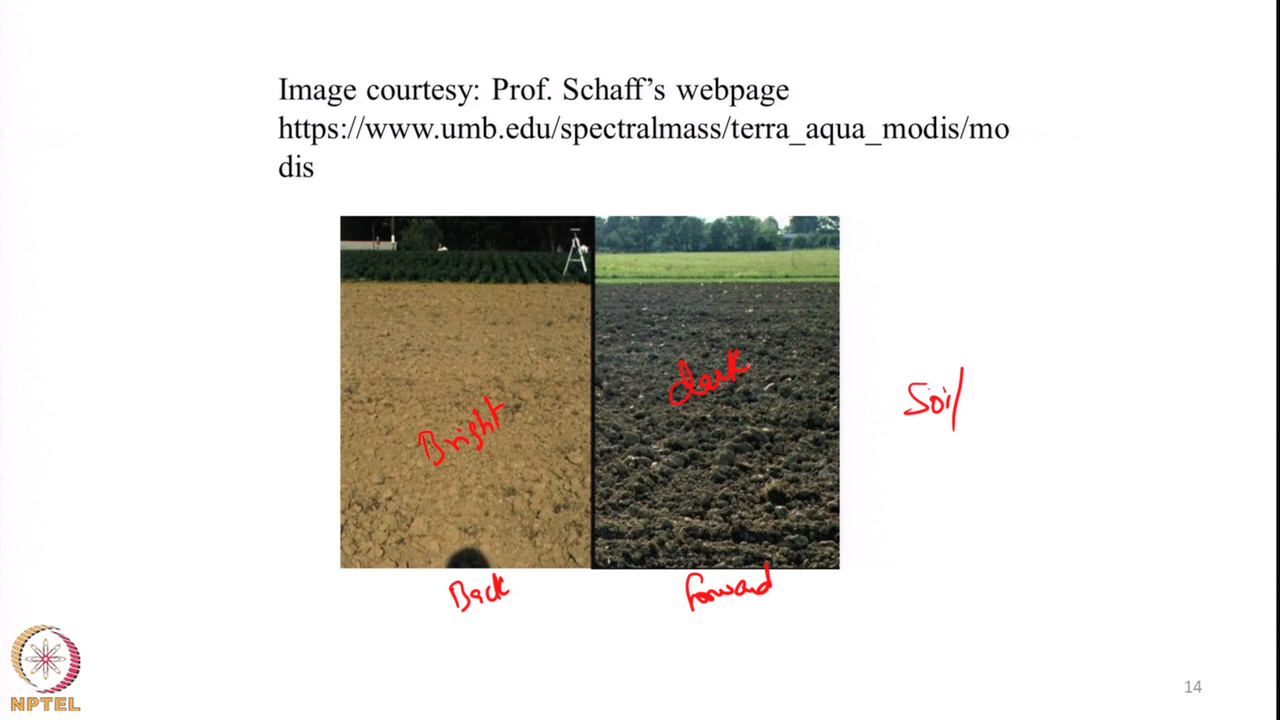 Image courtesy: Prof. Schaff’s webpage
https://www.umb.edu/spectralmass/terra_aqua_modis/mo
dis
Bright
dark
Soil
Back
forward
NPTEL
14